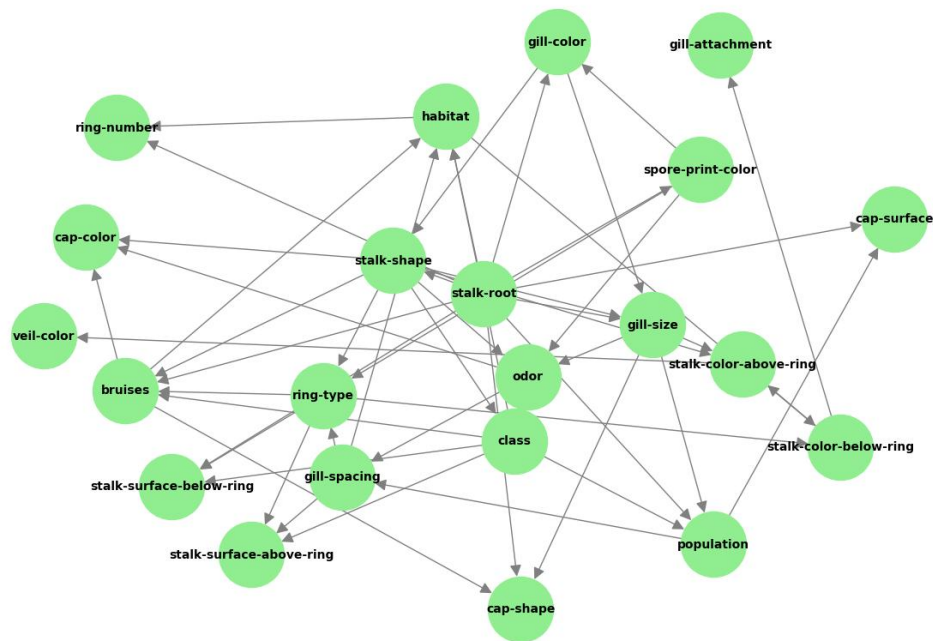 gill-color
gill-attachment
habitat
ring-number
spore-print-color
cap-surface
cap-color
stalk-shape
stalk-root
gill-size
veil-color
stalk-color-above-ring
odor
bruises
ring-type
class
stalk-color-below-ring
gill-spacing
stalk-surface-below-ring
population
stalk-surface-above-ring
cap-shape